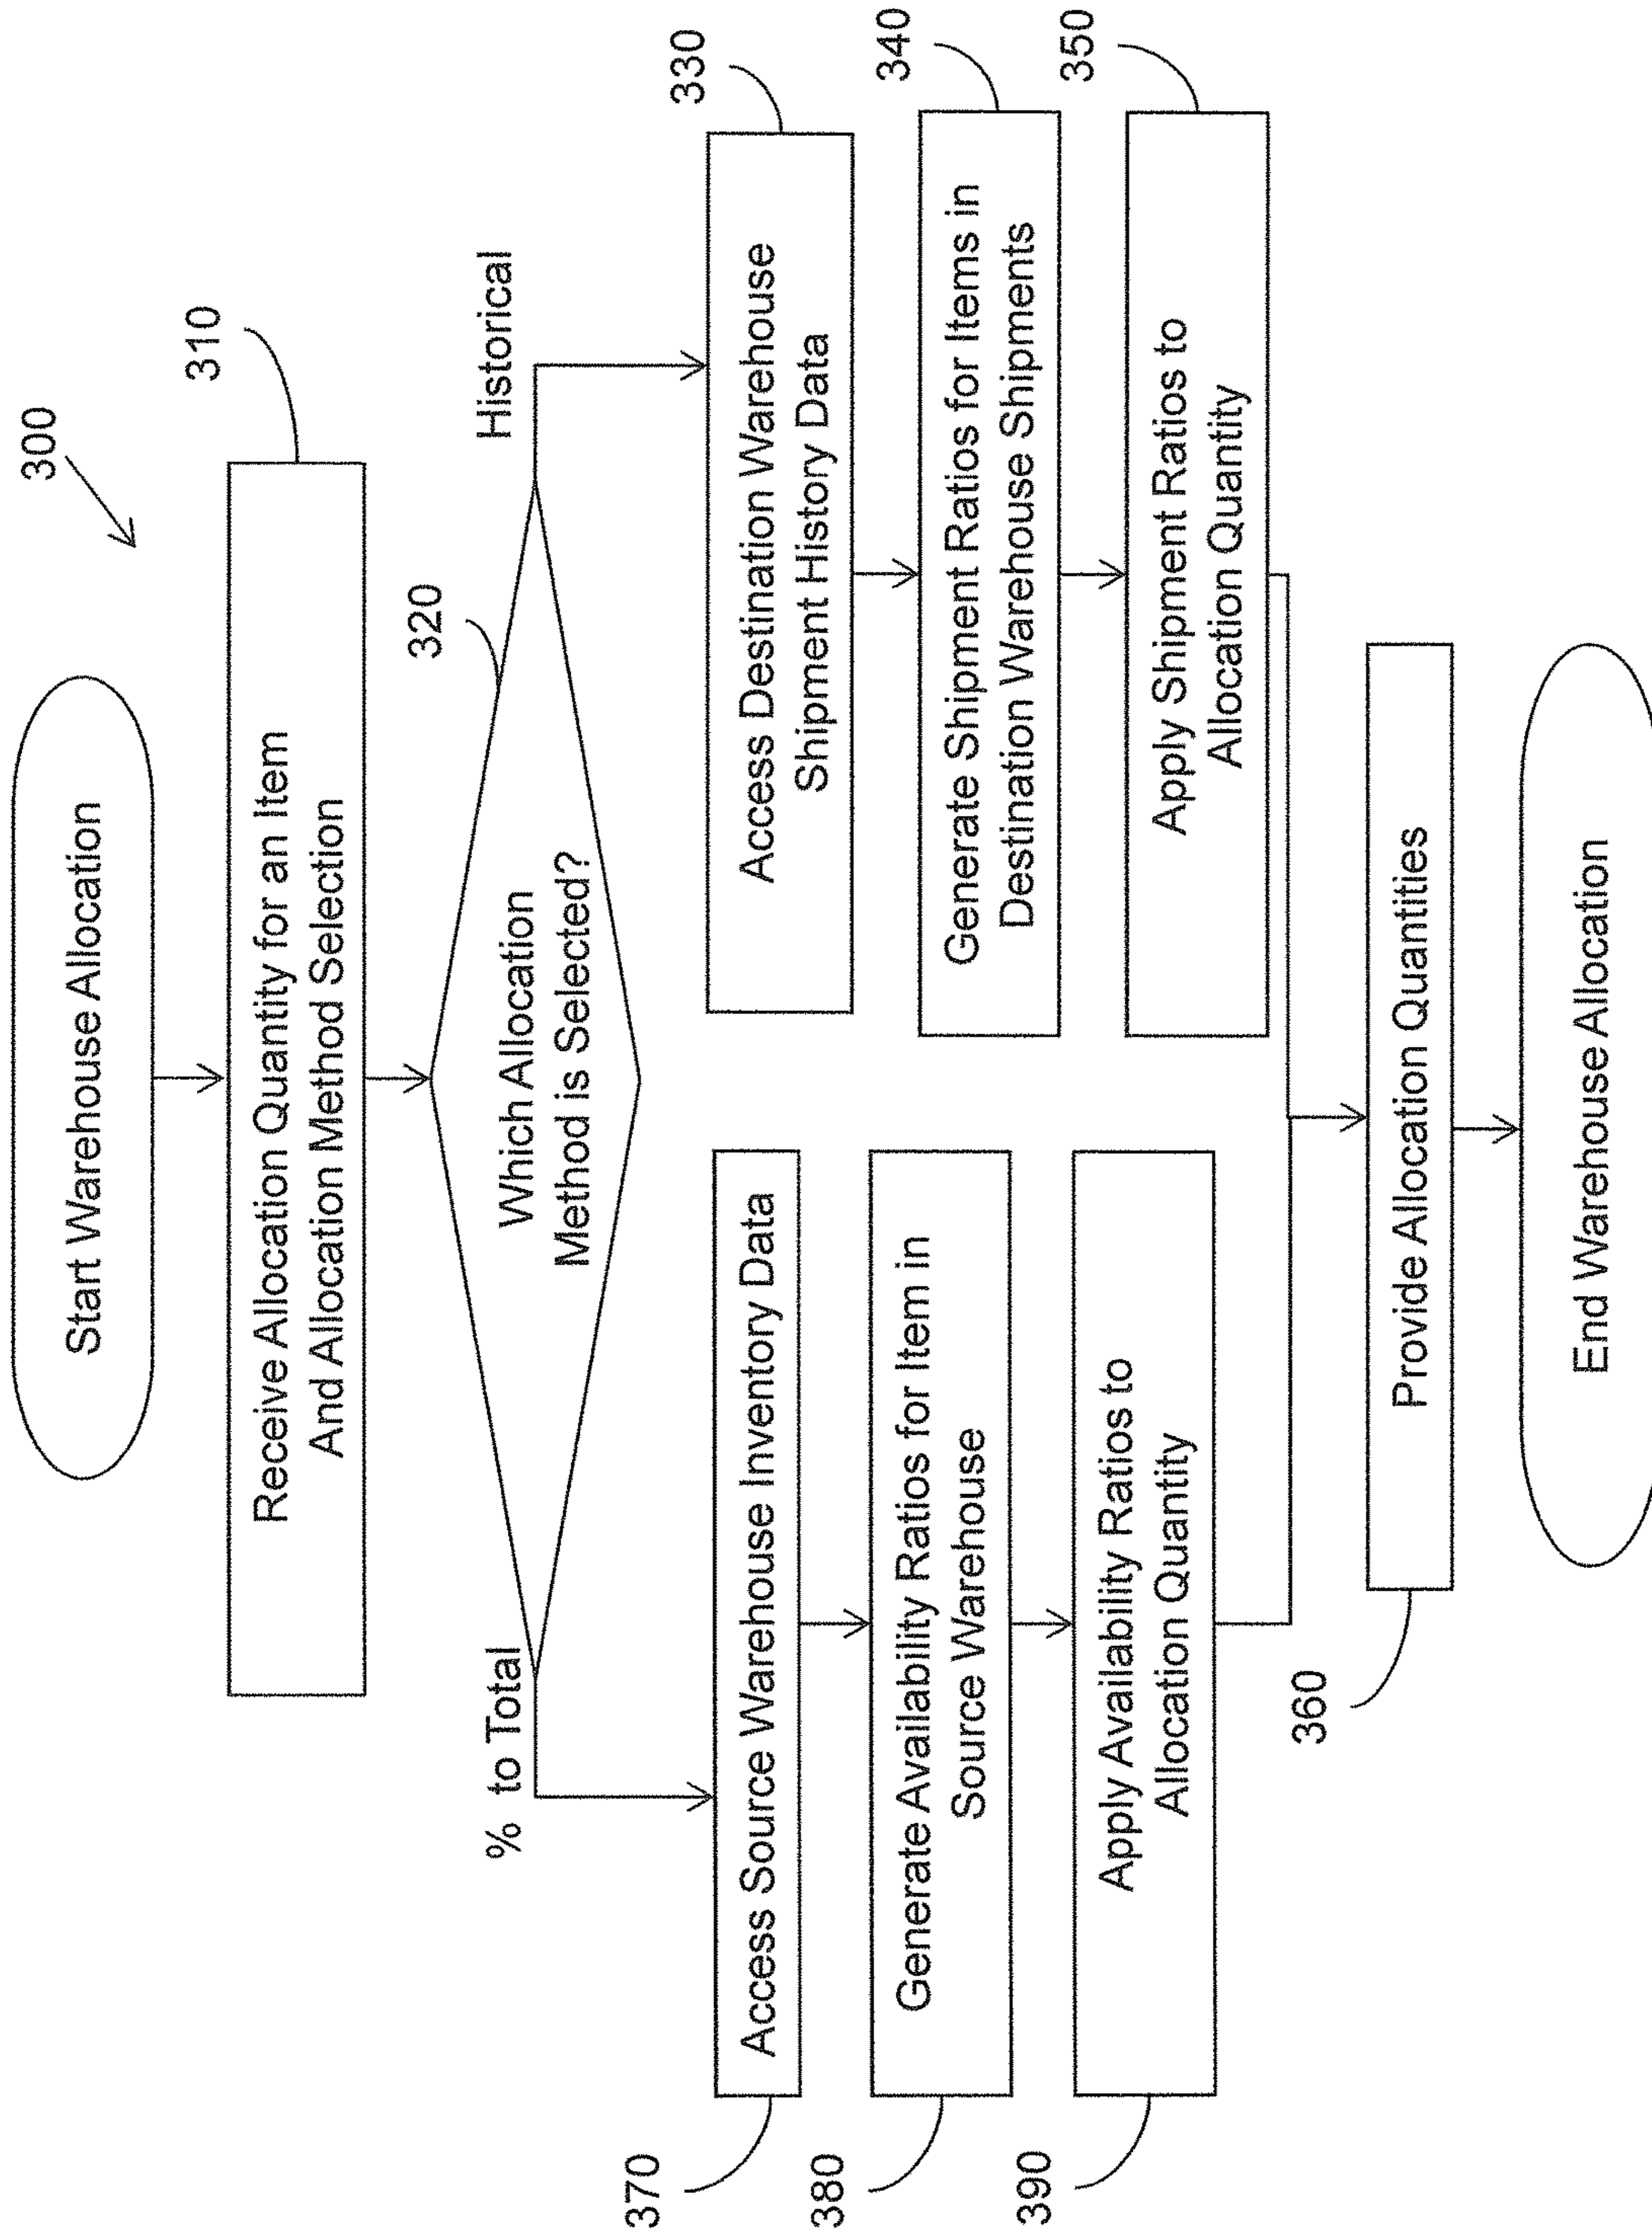 300
Start Warehouse Allocation
310
Receive Allocation Quantity for an Item
And Allocation Method Selection
320
Which Allocation
Method is Selected?
% to Total
Historical
370
Access Source Warehouse Inventory Data
380
Generate Availability Ratios for Item in
Source Warehouse
390
Apply Availability Ratios to
Allocation Quantity
330
Access Destination Warehouse
Shipment History Data
340
Generate Shipment Ratios for Items in
Destination Warehouse Shipments
350
Apply Shipment Ratios to
Allocation Quantity
360
Provide Allocation Quantities
End Warehouse Allocation